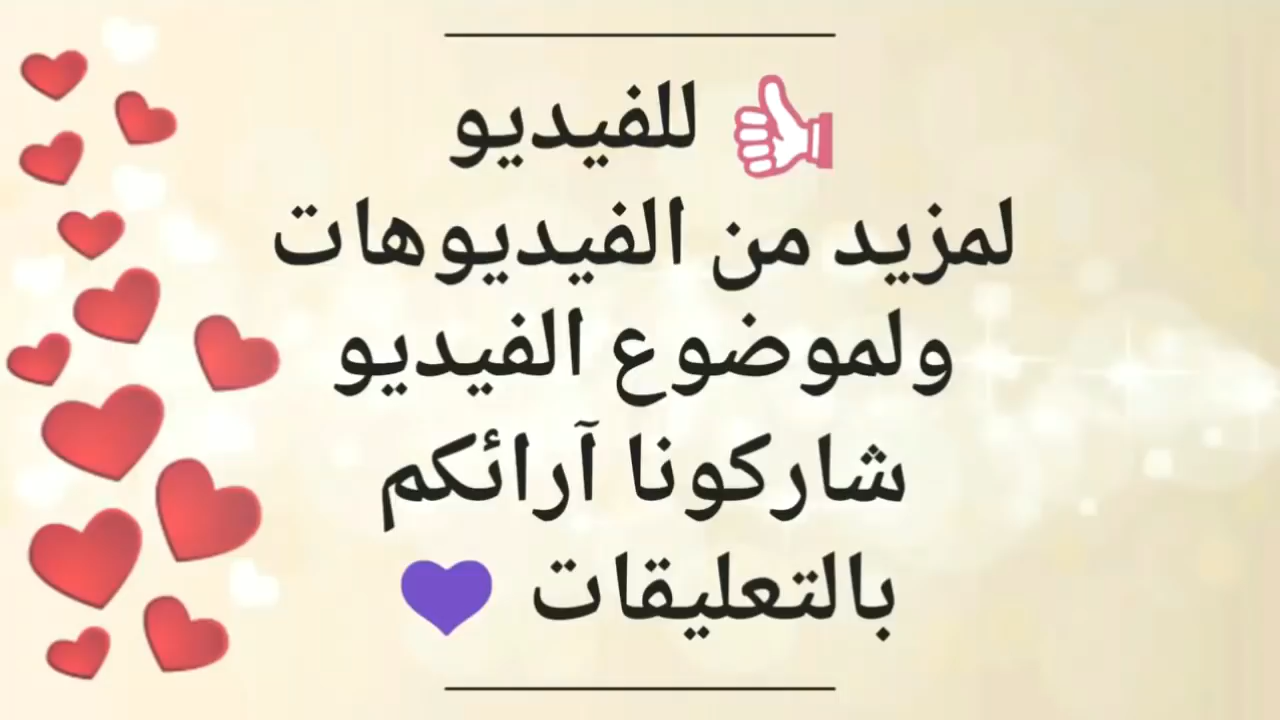 👍 للفيديو
لمزيد من الفيديوهات
ولموضوع الفيديو
شاركونا آرائكم
بالتعليقات 💜